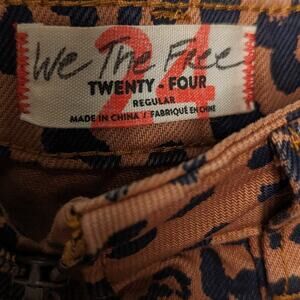 We The Free
24
TWENTY - FOUR
REGULAR
MADE IN CHINA / FABRIQUÉ EN CHINE